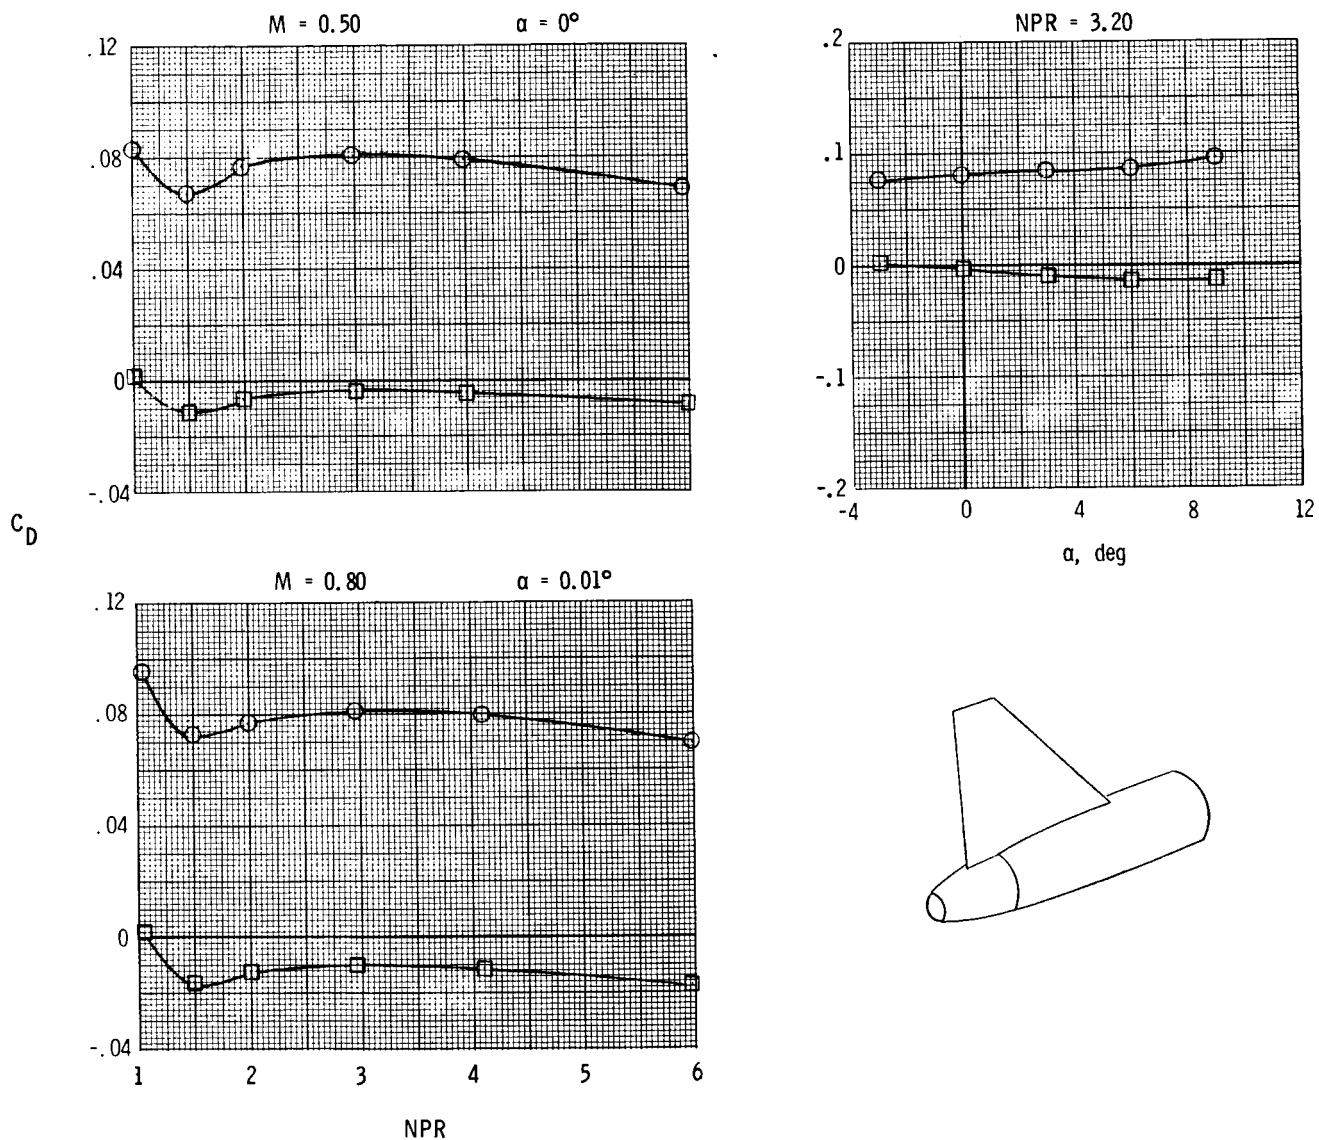 M = 0.50 α = 0°
.12
.08
.04
0
-.04
NPR = 3.20
.2
.1
0
-.1
-.2
-4 0 4 8 12
α, deg
C_D
M = 0.80 α = 0.01°
.12
.08
.04
0
-.04
1 2 3 4 5 6
NPR